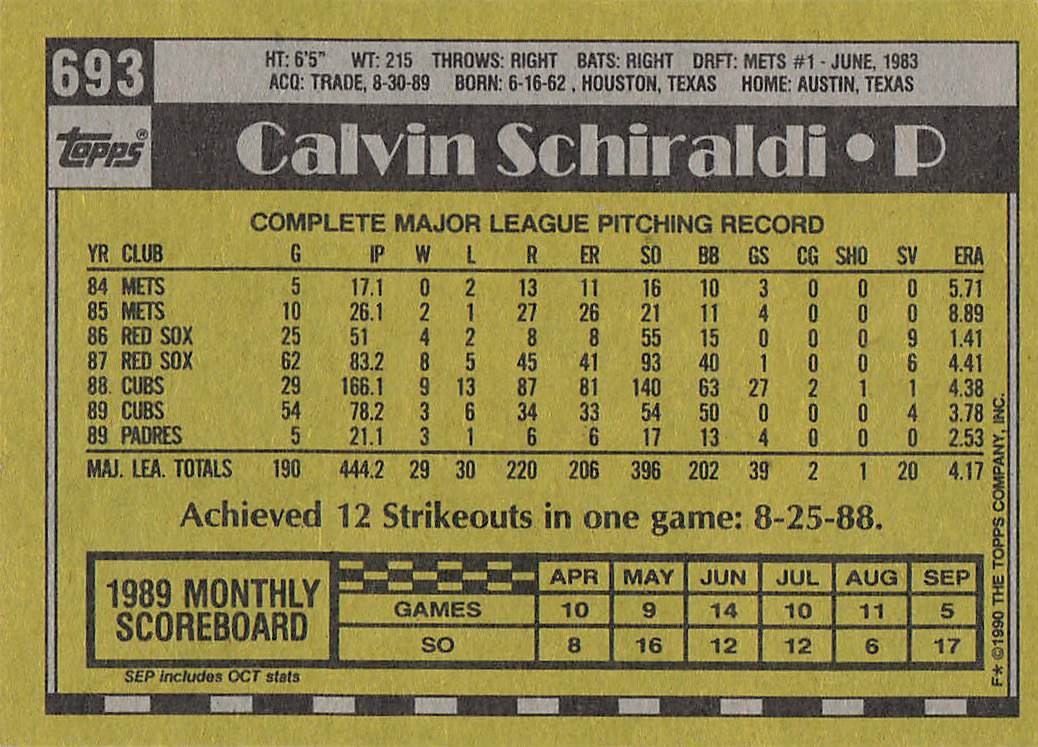 693
HT: 6'5" WT: 215 THROWS: RIGHT BATS: RIGHT DRFT: METS #1 - JUNE, 1983
ACQ: TRADE, 8-30-89 BORN: 6-16-62 , HOUSTON, TEXAS HOME: AUSTIN, TEXAS
topps® Calvin Schiraldi • P
COMPLETE MAJOR LEAGUE PITCHING RECORD
YR CLUB G IP W L R ER SO BB GS CG SHO SV ERA
84 METS 5 17.1 0 2 13 11 16 10 3 0 0 0 5.71
85 METS 10 26.1 2 1 27 26 21 11 4 0 0 0 8.89
86 RED SOX 25 51 4 2 8 8 55 15 0 0 0 9 1.41
87 RED SOX 62 83.2 8 5 45 41 93 40 1 0 0 6 4.41
88 CUBS 29 166.1 9 13 87 81 140 63 27 2 1 1 4.38
89 CUBS 54 78.2 3 6 34 33 54 50 0 0 0 4 3.78
89 PADRES 5 21.1 3 1 6 6 17 13 4 0 0 0 2.53
MAJ. LEA. TOTALS 190 444.2 29 30 220 206 396 202 39 2 1 20 4.17
Achieved 12 Strikeouts in one game: 8-25-88.
1989 MONTHLY
SCOREBOARD
APR MAY JUN JUL AUG SEP
GAMES 10 9 14 10 11 5
SO 8 16 12 12 6 17
SEP includes OCT stats
F* ©1990 THE TOPPS COMPANY, INC.